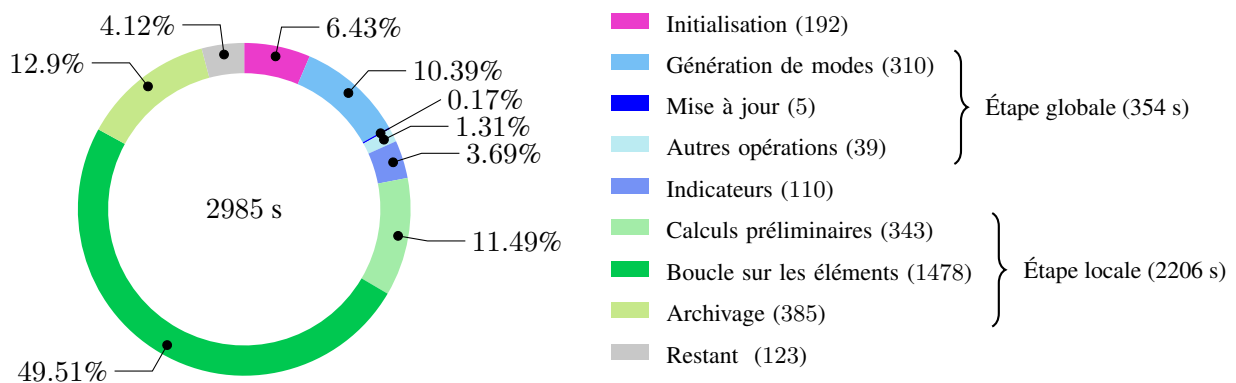 4.12%
6.43%
12.9%
10.39%
0.17%
1.31%
3.69%
2985 s
11.49%
49.51%
Initialisation (192)
Génération de modes (310)
Mise à jour (5)
Étape globale (354 s)
Autres opérations (39)
Indicateurs (110)
Calculs préliminaires (343)
Boucle sur les éléments (1478)
Étape locale (2206 s)
Archivage (385)
Restant (123)